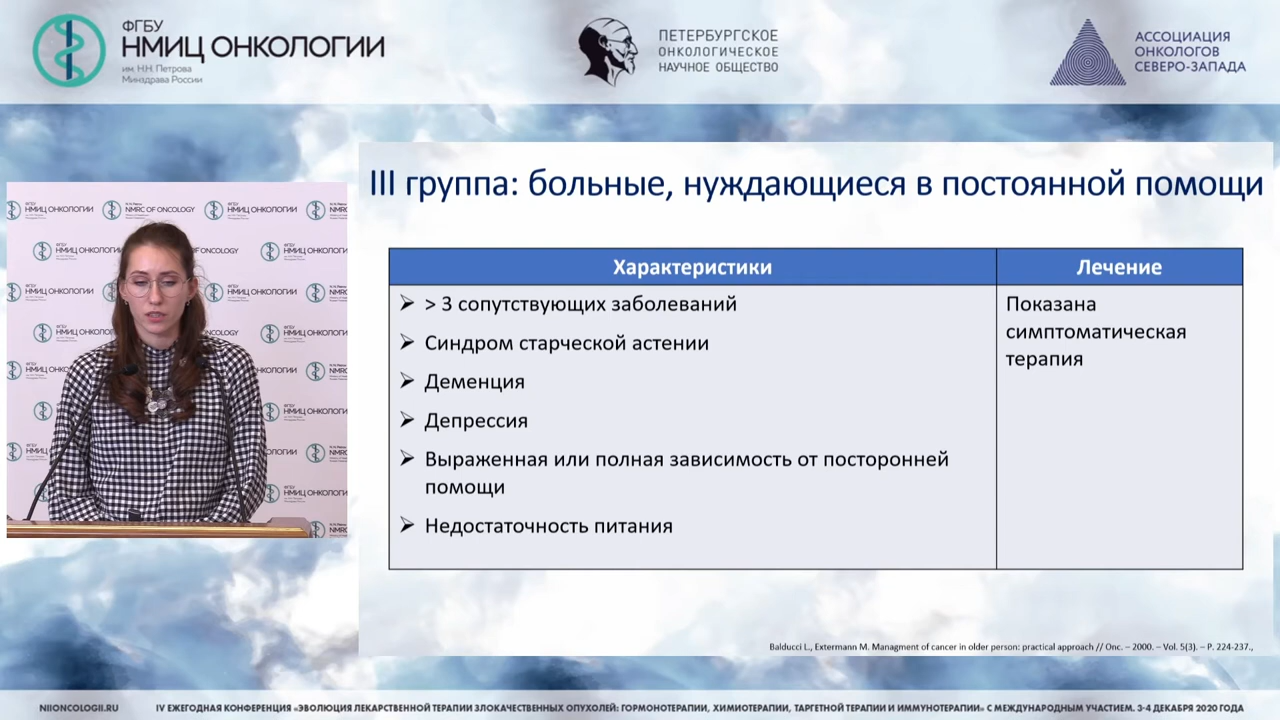 ФГБУ
НМИЦ ОНКОЛОГИИ
им. Н.Н. Петрова
Минздрава России
ПЕТЕРБУРГСКОЕ
ОНКОЛОГИЧЕСКОЕ
НАУЧНОЕ ОБЩЕСТВО
АССОЦИАЦИЯ
ОНКОЛОГОВ
СЕВЕРО-ЗАПАДА
III группа: больные, нуждающиеся в постоянной помощи
Характеристики
Лечение
> 3 сопутствующих заболеваний
Синдром старческой астении
Деменция
Депрессия
Выраженная или полная зависимость от посторонней
помощи
Недостаточность питания
Показана
симптоматическая
терапия
Balducci L., Extermann M. Managment of cancer in older person: practical approach // Onc. – 2000. – Vol. 5(3). – P. 224-237.,
NIIONCOLOGII.RU
IV ЕЖЕГОДНАЯ КОНФЕРЕНЦИЯ «ЭВОЛЮЦИЯ ЛЕКАРСТВЕННОЙ ТЕРАПИИ ЗЛОКАЧЕСТВЕННЫХ ОПУХОЛЕЙ: ГОРМОНОТЕРАПИИ, ХИМИОТЕРАПИИ, ТАРГЕТНОЙ ТЕРАПИИ И ИММУНОТЕРАПИИ» С МЕЖДУНАРОДНЫМ УЧАСТИЕМ. 3-4 ДЕКАБРЯ 2020 ГОДА